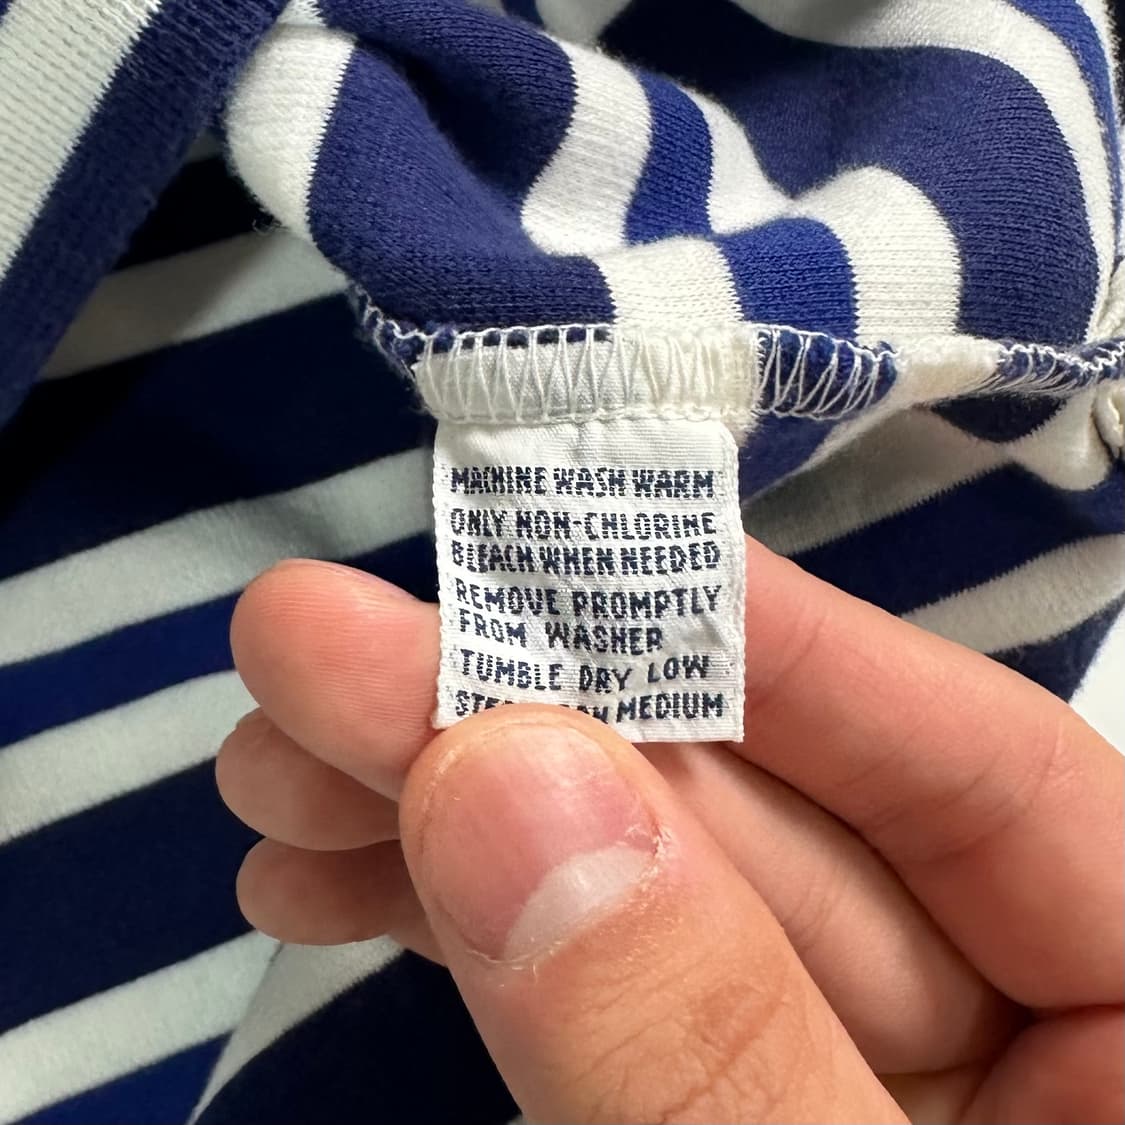 MACHINE WASH WARM
ONLY NON-CHLORINE
BLEACH WHEN NEEDED
REMOVE PROMPTLY
FROM WASHER
TUMBLE DRY LOW
MEDIUM